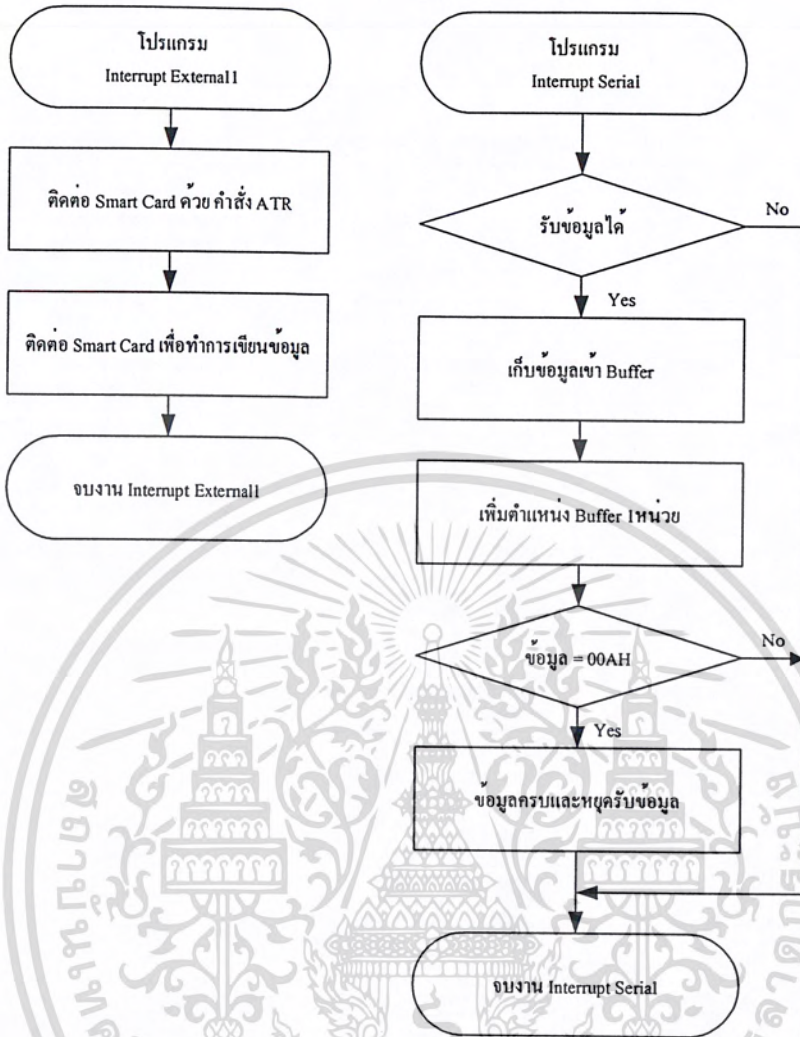 โปรแกรม
Interrupt External1
ติดต่อ Smart Card ด้วย คำสั่ง ATR
ติดต่อ Smart Card เพื่อทำการเขียนข้อมูล
จบงาน Interrupt External1
โปรแกรม
Interrupt Serial
รับข้อมูลได้
No
Yes
เก็บข้อมูลเข้า Buffer
เพิ่มตำแหน่ง Buffer 1หน่วย
ข้อมูล = 00AH
No
Yes
ข้อมูลครบและหยุดรับข้อมูล
จบงาน Interrupt Serial